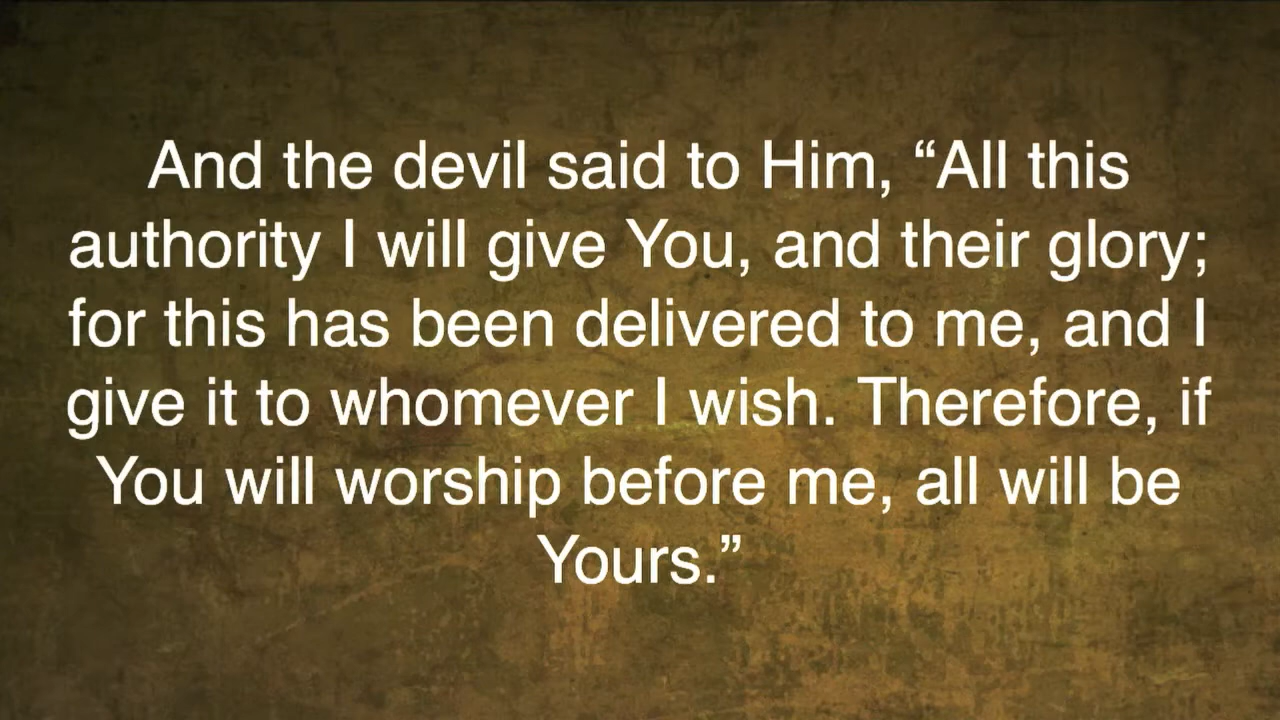 And the devil said to Him, “All this
authority I will give You, and their glory;
for this has been delivered to me, and I
give it to whomever I wish. Therefore, if
You will worship before me, all will be
Yours.”